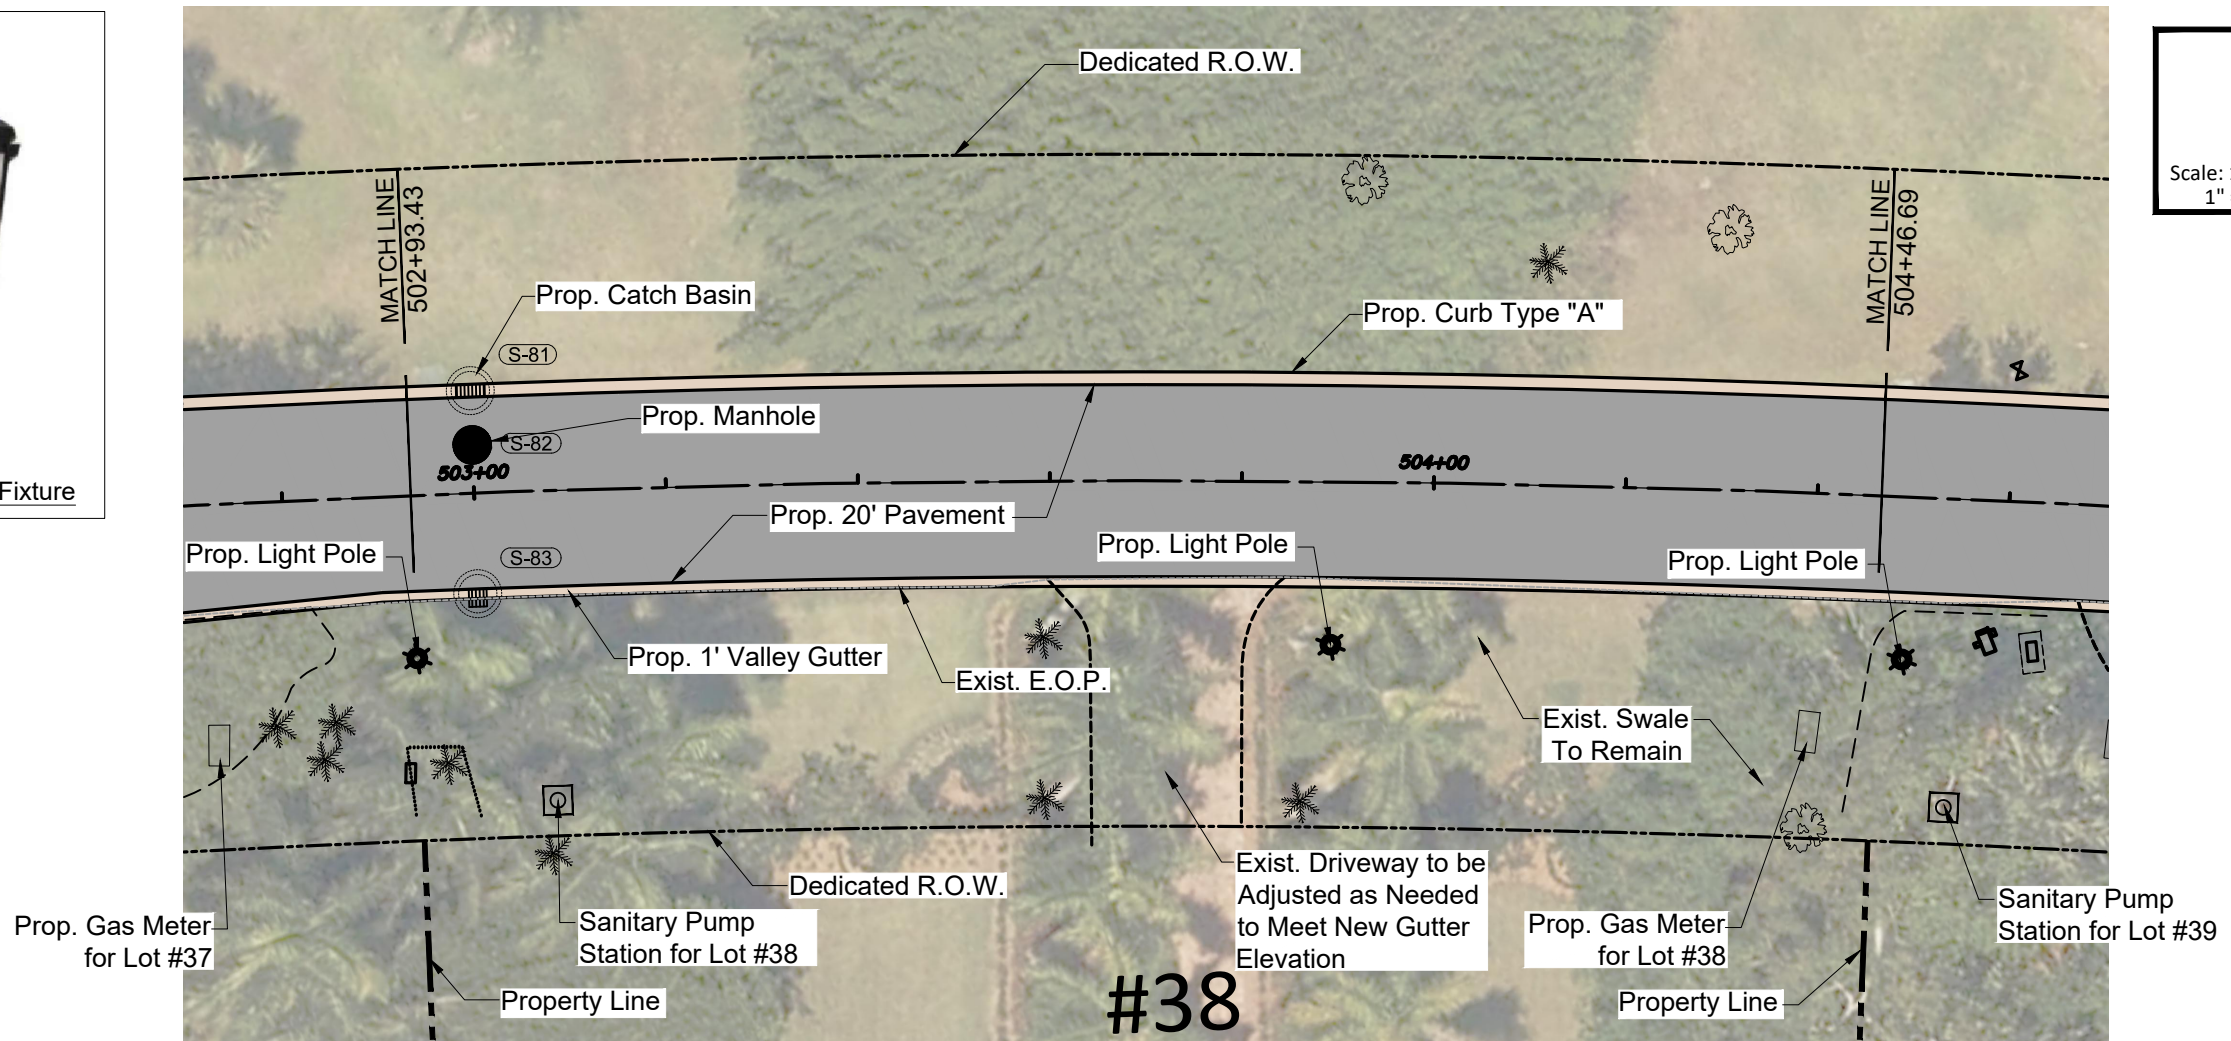 Dedicated R.O.W.
MATCH LINE
502+93.43
MATCH LINE
504+46.69
Scale:
1"
Prop. Catch Basin
Prop. Curb Type "A"
S-81
Prop. Manhole
S-82
503+00
504+00
Fixture
Prop. 20' Pavement
Prop. Light Pole
S-83
Prop. Light Pole
Prop. Light Pole
Prop. 1' Valley Gutter
Exist. E.O.P.
Exist. Swale
To Remain
Exist. Driveway to be
Adjusted as Needed
to Meet New Gutter
Elevation
Dedicated R.O.W.
Prop. Gas Meter
for Lot #37
Sanitary Pump
Station for Lot #38
Prop. Gas Meter
for Lot #38
Sanitary Pump
Station for Lot #39
Property Line
#38
Property Line